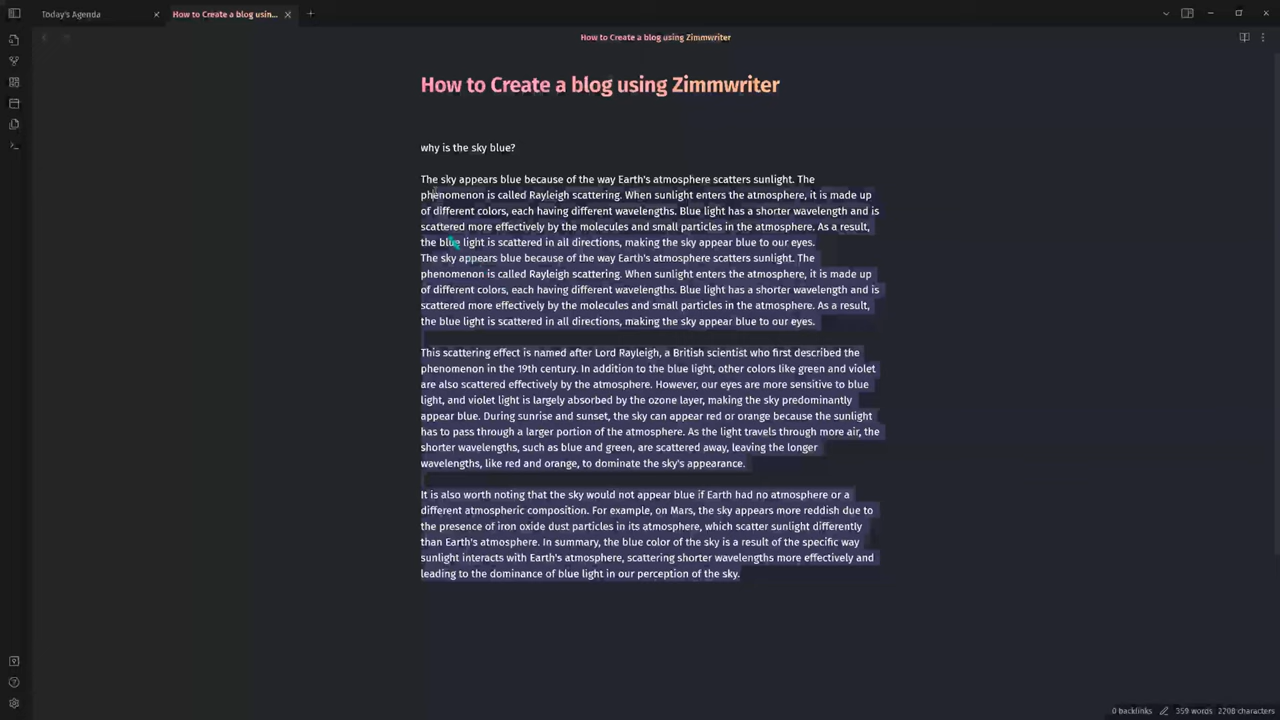 Today's Agenda
How to Create a blog usin...
How to Create a blog using Zimmwriter
How to Create a blog using Zimmwriter
why is the sky blue?
The sky appears blue because of the way Earth's atmosphere scatters sunlight. The
phenomenon is called Rayleigh scattering. When sunlight enters the atmosphere, it is made up
of different colors, each having different wavelengths. Blue light has a shorter wavelength and is
scattered more effectively by the molecules and small particles in the atmosphere. As a result,
the blue light is scattered in all directions, making the sky appear blue to our eyes.
The sky appears blue because of the way Earth's atmosphere scatters sunlight. The
phenomenon is called Rayleigh scattering. When sunlight enters the atmosphere, it is made up
of different colors, each having different wavelengths. Blue light has a shorter wavelength and is
scattered more effectively by the molecules and small particles in the atmosphere. As a result,
the blue light is scattered in all directions, making the sky appear blue to our eyes.
This scattering effect is named after Lord Rayleigh, a British scientist who first described the
phenomenon in the 19th century. In addition to the blue light, other colors like green and violet
are also scattered effectively by the atmosphere. However, our eyes are more sensitive to blue
light, and violet light is largely absorbed by the ozone layer, making the sky predominantly
appear blue. During sunrise and sunset, the sky can appear red or orange because the sunlight
has to pass through a larger portion of the atmosphere. As the light travels through more air, the
shorter wavelengths, such as blue and green, are scattered away, leaving the longer
wavelengths, like red and orange, to dominate the sky's appearance.
It is also worth noting that the sky would not appear blue if Earth had no atmosphere or a
different atmospheric composition. For example, on Mars, the sky appears more reddish due to
the presence of iron oxide dust particles in its atmosphere, which scatter sunlight differently
than Earth's atmosphere. In summary, the blue color of the sky is a result of the specific way
sunlight interacts with Earth's atmosphere, scattering shorter wavelengths more effectively and
leading to the dominance of blue light in our perception of the sky.
0 backlinks 359 words 2208 characters